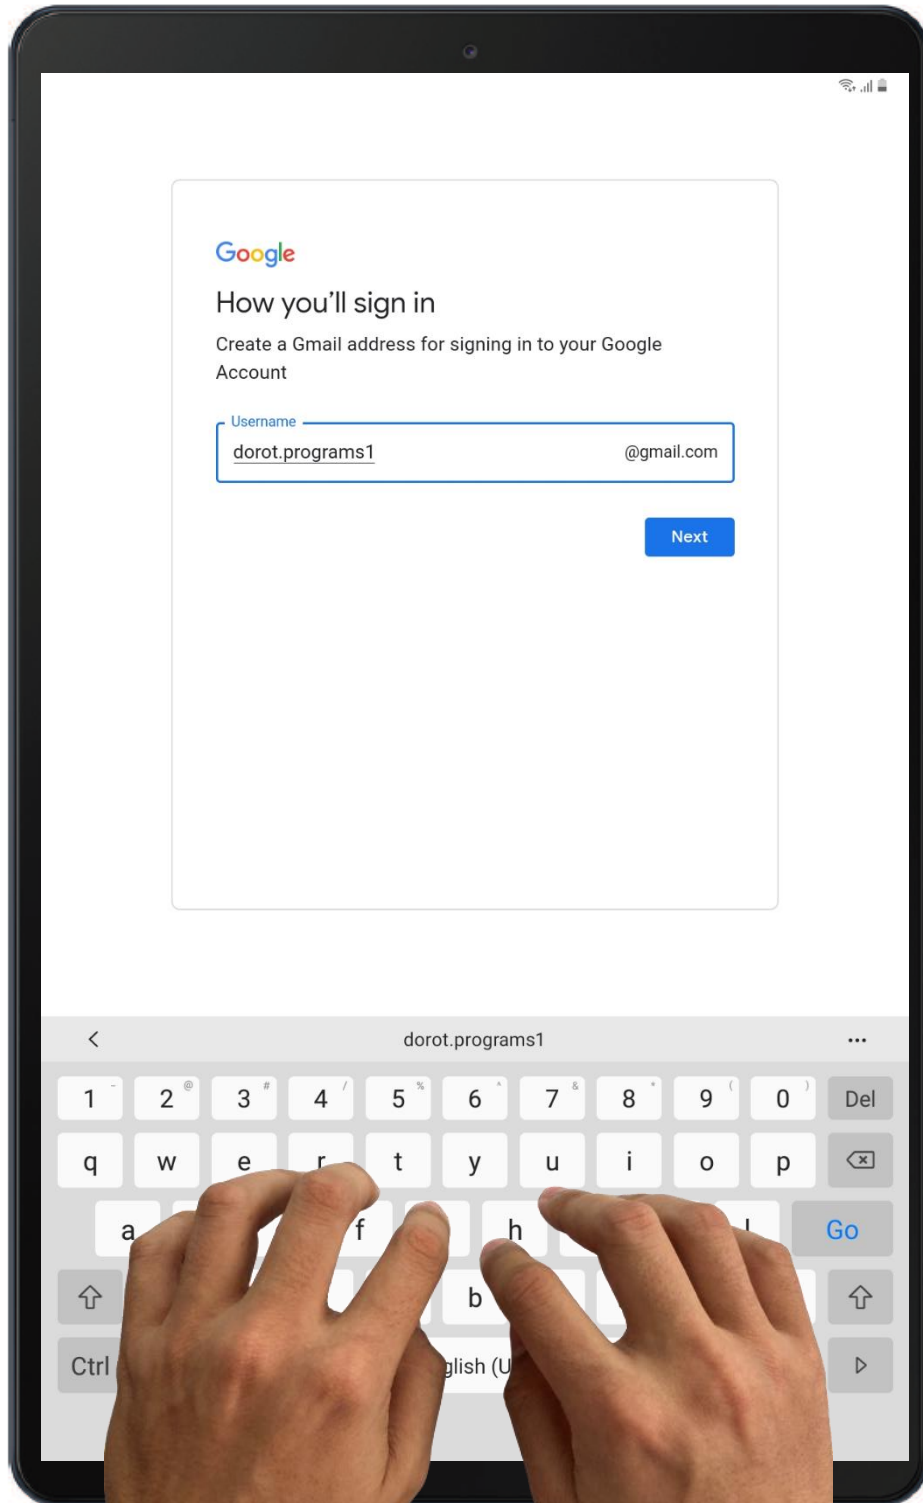 Google
How you'll sign in
Create a Gmail address for signing in to your Google
Account
Username
dorot.programs1 @gmail.com
Next
dorot.programs1
1 - 2 @ 3 # 4 / 5 % 6 ^ 7 & 8 * 9 ( 0 ) Del
q w e r t y u i o p
a f h l Go
b
Ctrl glish (U